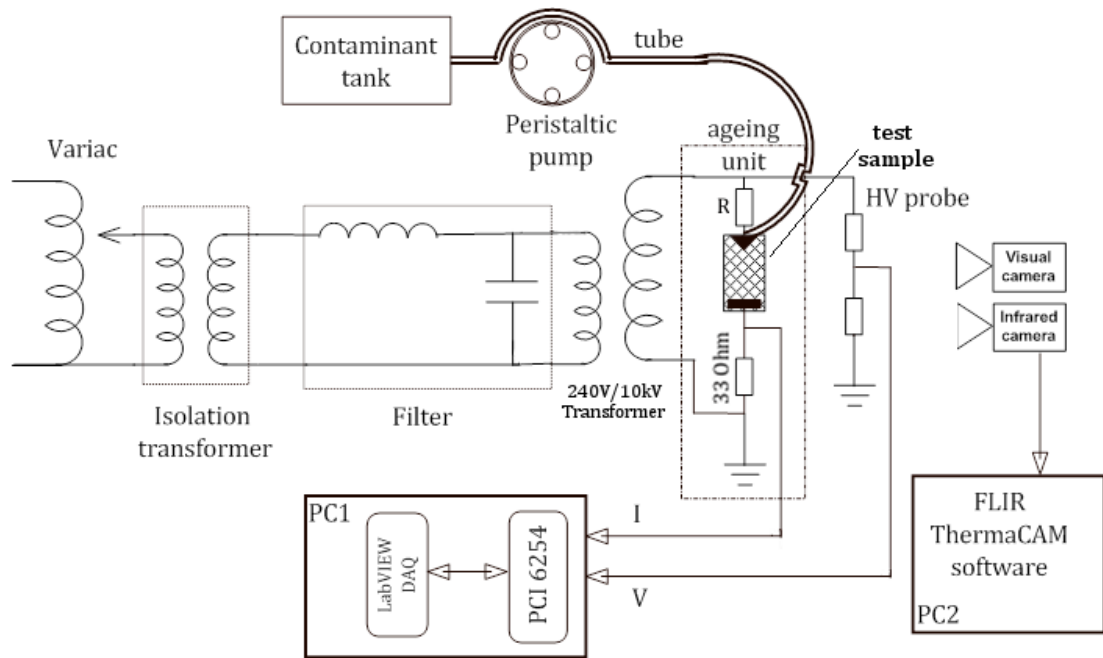 Contaminant
tank
tube
Peristaltic
pump
ageing
unit
test
sample
Variac
R
HV probe
Visual
camera
Infrared
camera
33 Ohm
240V/10kV
Transformer
Isolation
transformer
Filter
PC1
LabVIEW
DAQ
PCI 6254
I
V
FLIR
ThermaCAM
software
PC2